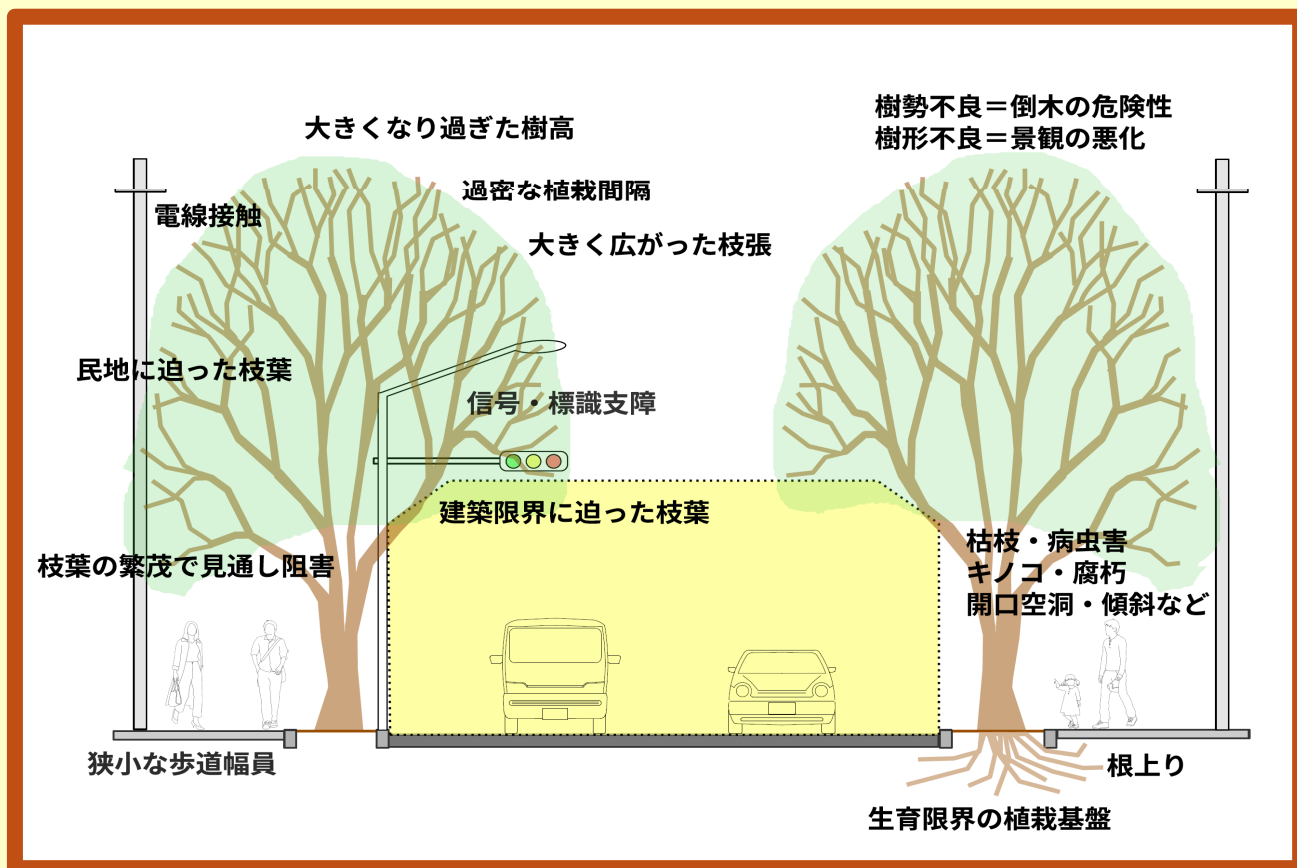 樹勢不良＝倒木の危険性
樹形不良＝景観の悪化
大きくなり過ぎた樹高
過密な植栽間隔
電線接触
大きく広がった枝張
民地に迫った枝葉
信号・標識支障
建築限界に迫った枝葉
枝葉の繁茂で見通し阻害
枯枝・病虫害
キノコ・腐朽
開口空洞・傾斜など
狭小な歩道幅員
根上り
生育限界の植栽基盤